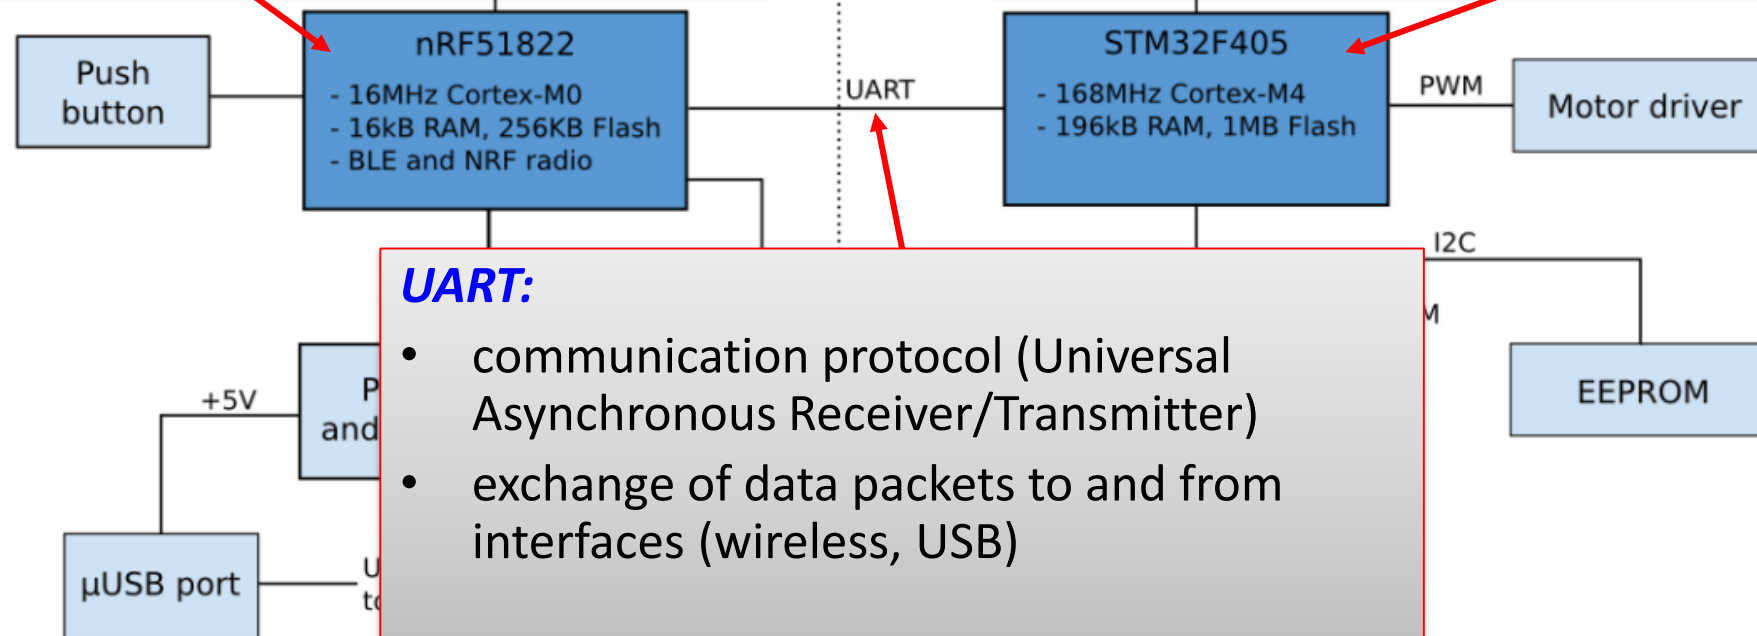 Push
button
nRF51822
- 16MHz Cortex-M0
- 16kB RAM, 256KB Flash
- BLE and NRF radio
UART
STM32F405
- 168MHz Cortex-M4
- 196kB RAM, 1MB Flash
PWM
Motor driver
I2C
EEPROM
+5V
and
µUSB port
UART:
• communication protocol (Universal
Asynchronous Receiver/Transmitter)
• exchange of data packets to and from
interfaces (wireless, USB)